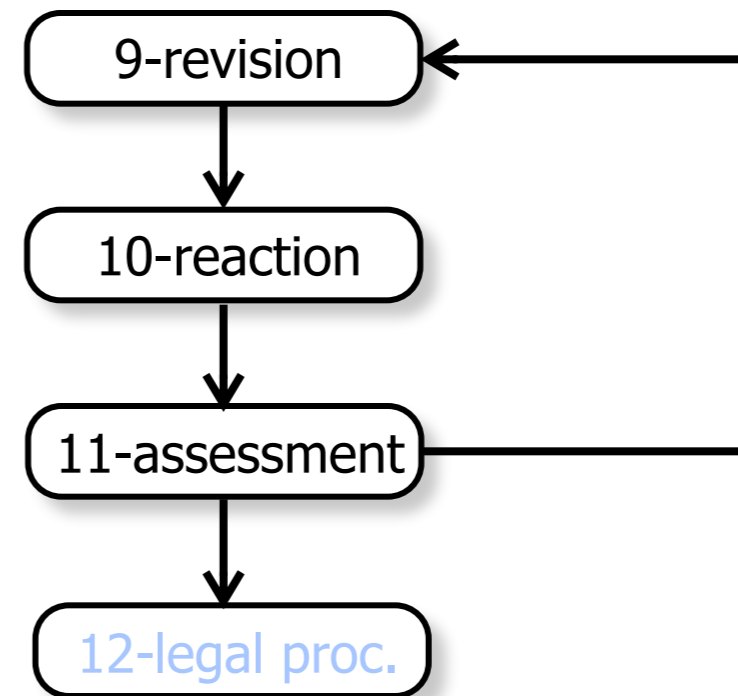 9-revision
10-reaction
11-assessment
12-legal proc.